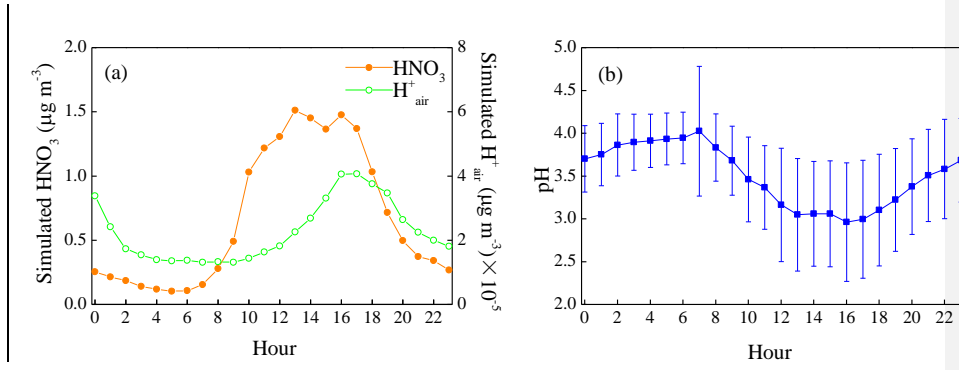 (a)
HNO3
H+air
Simulated HNO3 (μg m-3)
2.0
1.5
1.0
0.5
0.0
Simulated H+air (μg m-3) × 10-5
8
6
4
2
0
0 2 4 6 8 10 12 14 16 18 20 22
Hour
(b)
pH
5.0
4.5
4.0
3.5
3.0
2.5
2.0
0 2 4 6 8 10 12 14 16 18 20 22
Hour